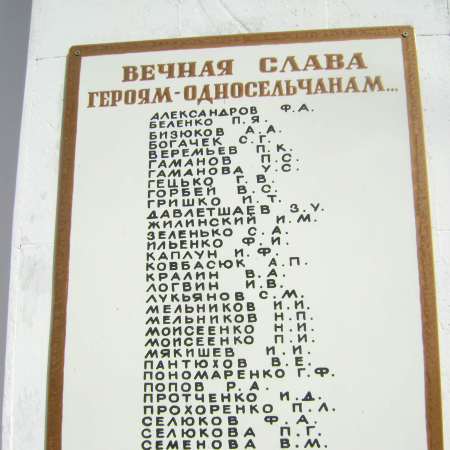 ВЕЧНАЯ СЛАВА
ГЕРОЯМ-ОДНОСЕЛЬЧАНАМ...
АЛЕКСАНДРОВ Ф.А.
БЕЛЕНКО П.Я.
БИЗЮКОВ А.А.
БОГАЧЕК С.Г.
ВЕРЕМЬЕВ П.К.
ГАМАНОВ П.С.
ГАМАНОВА У.С.
ГЕЦЬКО Г.В.
ГОРБЕЙ В.С.
ГРИШКО И.Т.
ДАВЛЕТШАЕВ З.У.
ЖИЛИНСКИЙ И.М.
ЗЕЛЕНЬКО С.А.
ИЛЬЕНКО Ф.И.
КАПЛУН И.Ф.
КОВБАСЮК А.П.
КРАЛИН В.А.
ЛОГВИН И.В.
ЛУКЬЯНОВ С.М.
МЕЛЬНИКОВ И.И.
МЕЛЬНИКОВ Н.П.
МОИСЕЕНКО Н.И.
МОИСЕЕНКО П.И.
МЯКИШЕВ И.И.
ПАНТЮХОВ В.Е.
ПОНОМАРЕНКО Г.Ф.
ПОПОВ Р.А.
ПРОТЧЕНКО И.Д.
ПРОХОРЕНКО П.Л.
СЕЛЮКОВ Ф.А.
СЕЛЮКОВА П.Г.
СЕМЕНОВА В.М.